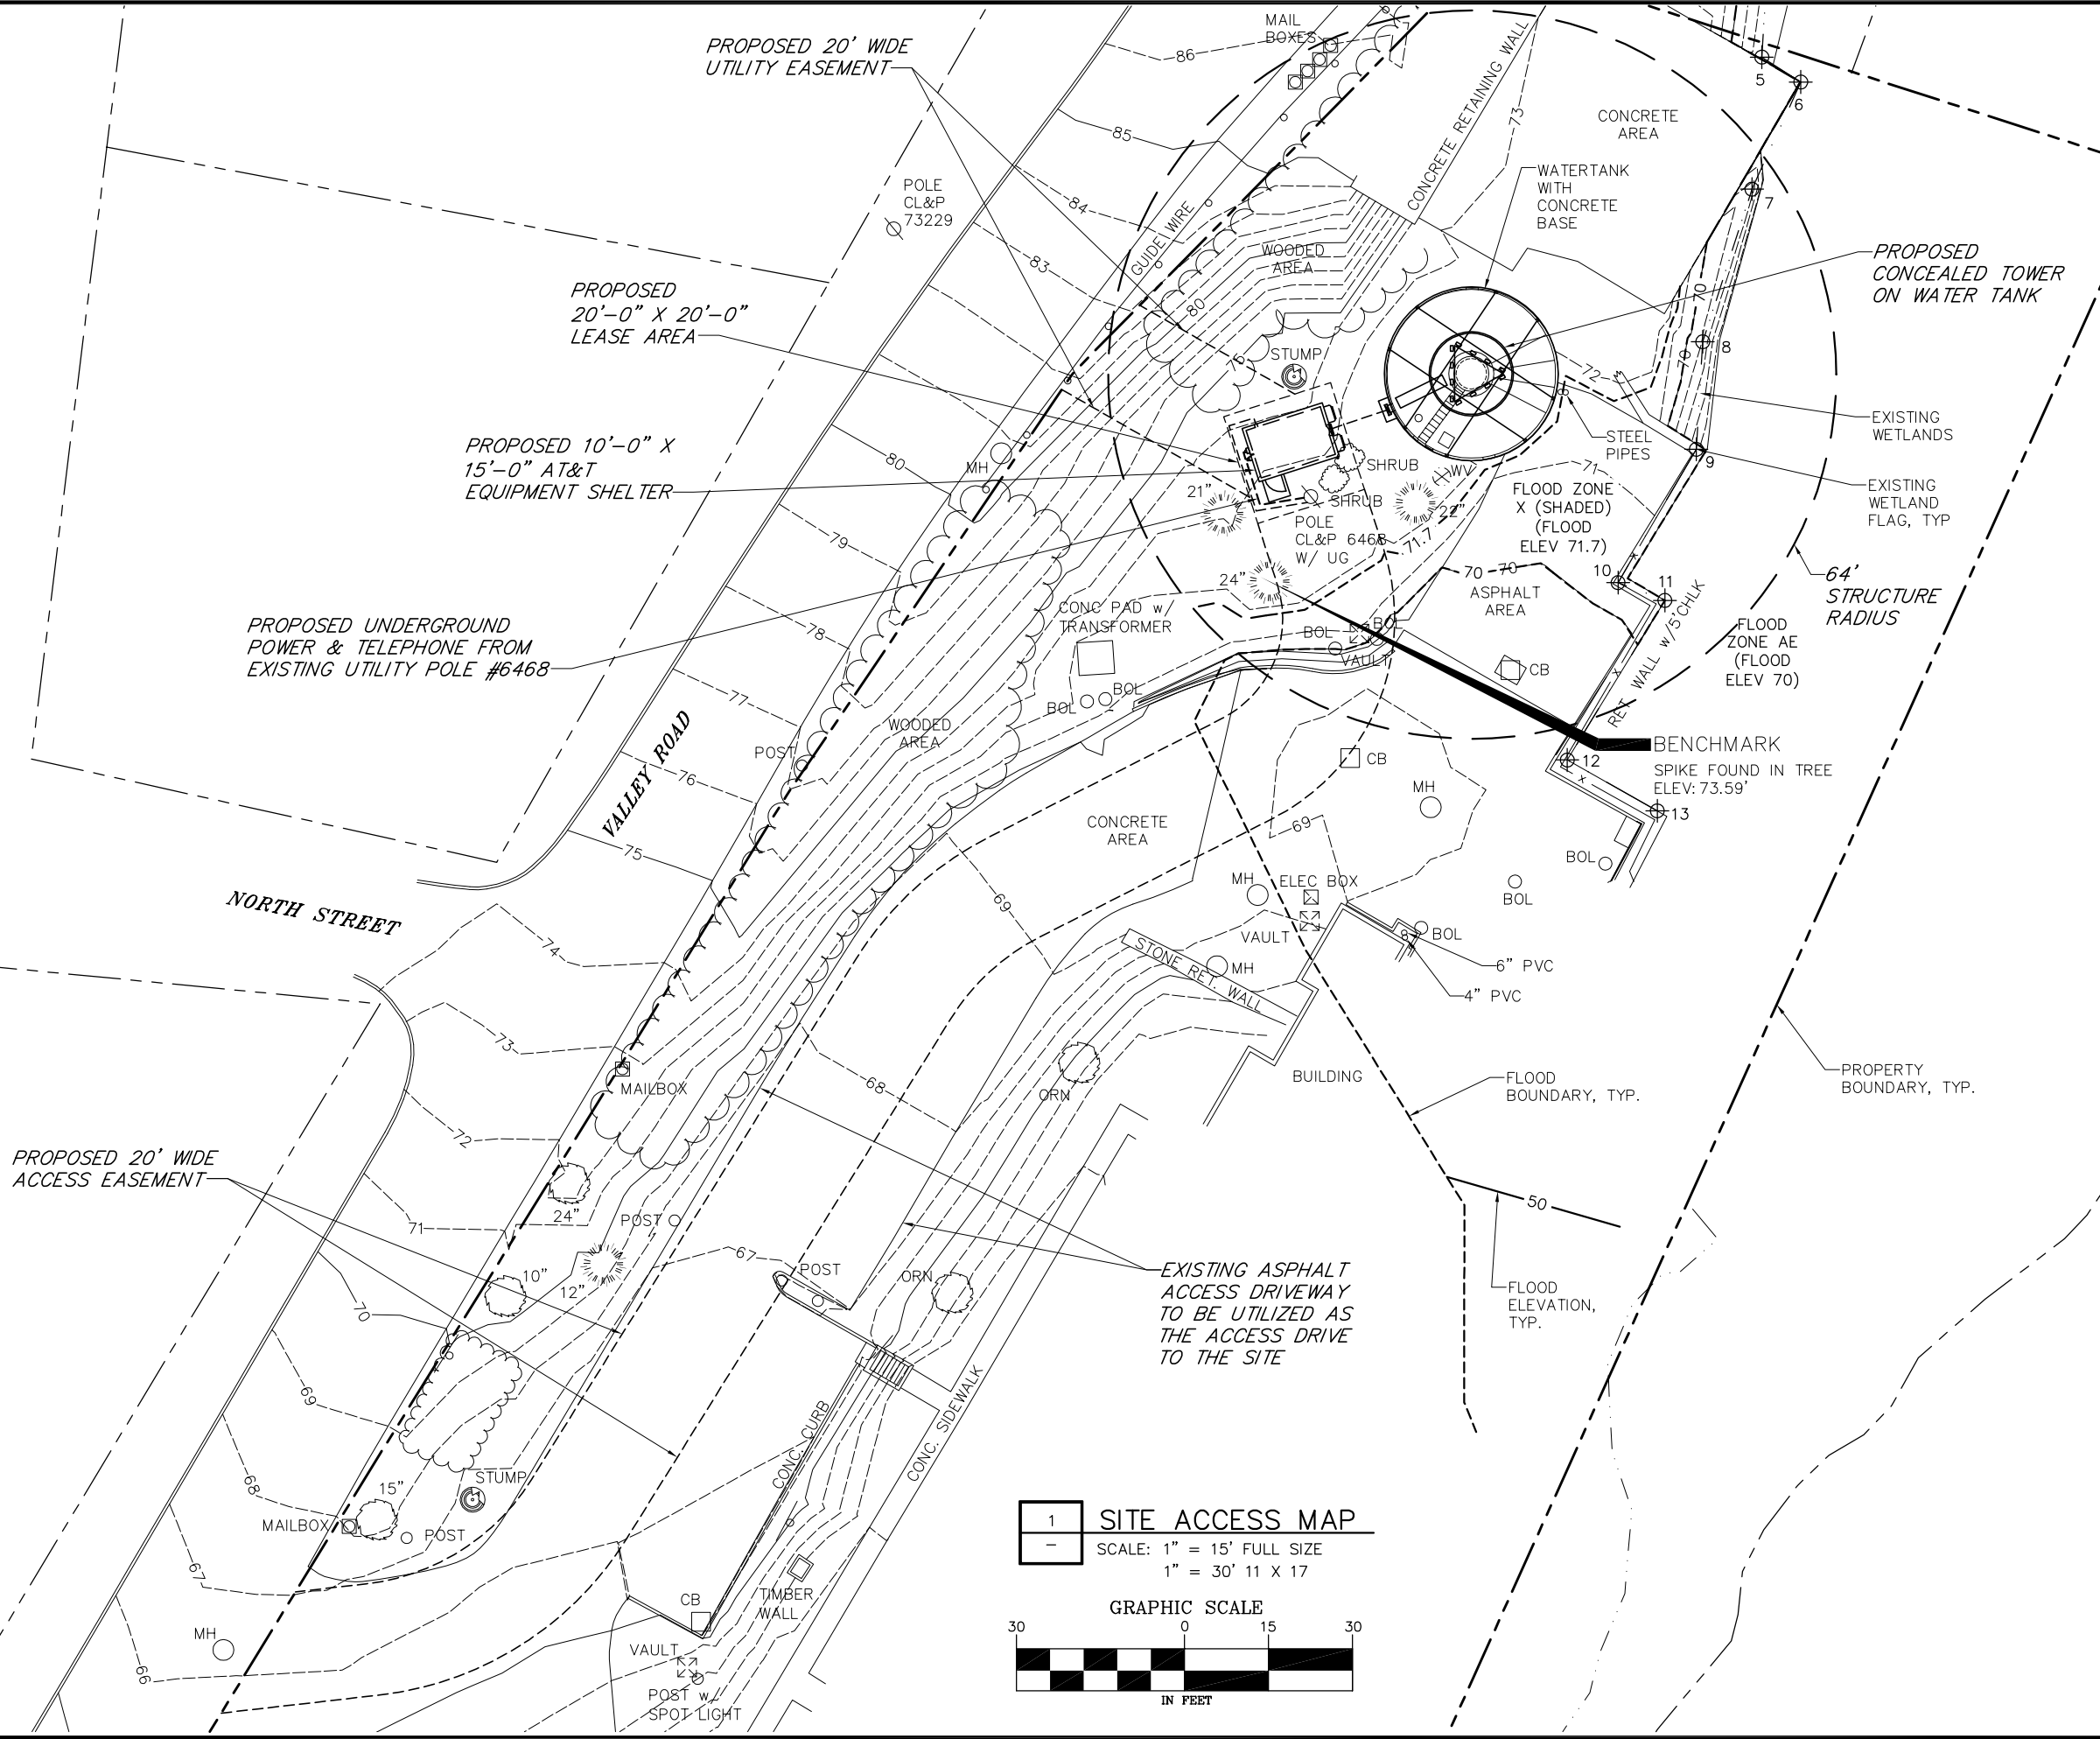 PROPOSED 20' WIDE
UTILITY EASEMENT
MAIL
BOXES
86
85
84
83
POLE
CL&P
73229
GUIDE WIRE
CONCRETE RETAINING WALL
73
CONCRETE
AREA
5
6
7
8
9
WATERTANK
WITH
CONCRETE
BASE
PROPOSED
CONCEALED TOWER
ON WATER TANK
WOODED
AREA
80
75
STUMP
70
70
72
PROPOSED
20'-0" X 20'-0"
LEASE AREA
PROPOSED 10'-0" X
15'-0" AT&T
EQUIPMENT SHELTER
MH
80
79
78
77
76
75
21"
SHRUB
SHRUB
WV
22"
STEEL
PIPES
71
EXISTING
WETLANDS
EXISTING
WETLAND
FLAG, TYP
FLOOD ZONE
X (SHADED)
(FLOOD
ELEV 71.7)
POLE
CL&P 6468
W/ UG
71.7
24"
70
70
ASPHALT
AREA
10
11
64'
STRUCTURE
RADIUS
PROPOSED UNDERGROUND
POWER & TELEPHONE FROM
EXISTING UTILITY POLE #6468
CONC PAD w/
TRANSFORMER
BOL
BOL
VAULT
BOL
BOL
CB
RET. WALL w/5'CHLK
FLOOD
ZONE AE
(FLOOD
ELEV 70)
VALLEY ROAD
POST
WOODED
AREA
BENCHMARK
SPIKE FOUND IN TREE
ELEV: 73.59'
12
13
CB
MH
CONCRETE
AREA
69
69
BOL
BOL
BOL
MH
ELEC BOX
VAULT
MH
6" PVC
4" PVC
STONE RET. WALL
NORTH STREET
74
73
72
71
70
69
68
67
66
MAILBOX
68
ORN
BUILDING
FLOOD
BOUNDARY, TYP.
PROPERTY
BOUNDARY, TYP.
PROPOSED 20' WIDE
ACCESS EASEMENT
24"
POST
10"
12"
67
POST
ORN
50
FLOOD
ELEVATION,
TYP.
EXISTING ASPHALT
ACCESS DRIVEWAY
TO BE UTILIZED AS
THE ACCESS DRIVE
TO THE SITE
CONC. CURB
CONC. SIDEWALK
STUMP
15"
MAILBOX
POST
MH
CB
TIMBER
WALL
VAULT
POST w/
SPOT LIGHT
1
-
SITE ACCESS MAP
SCALE: 1" = 15' FULL SIZE
1" = 30' 11 X 17
GRAPHIC SCALE
30 0 15 30
IN FEET